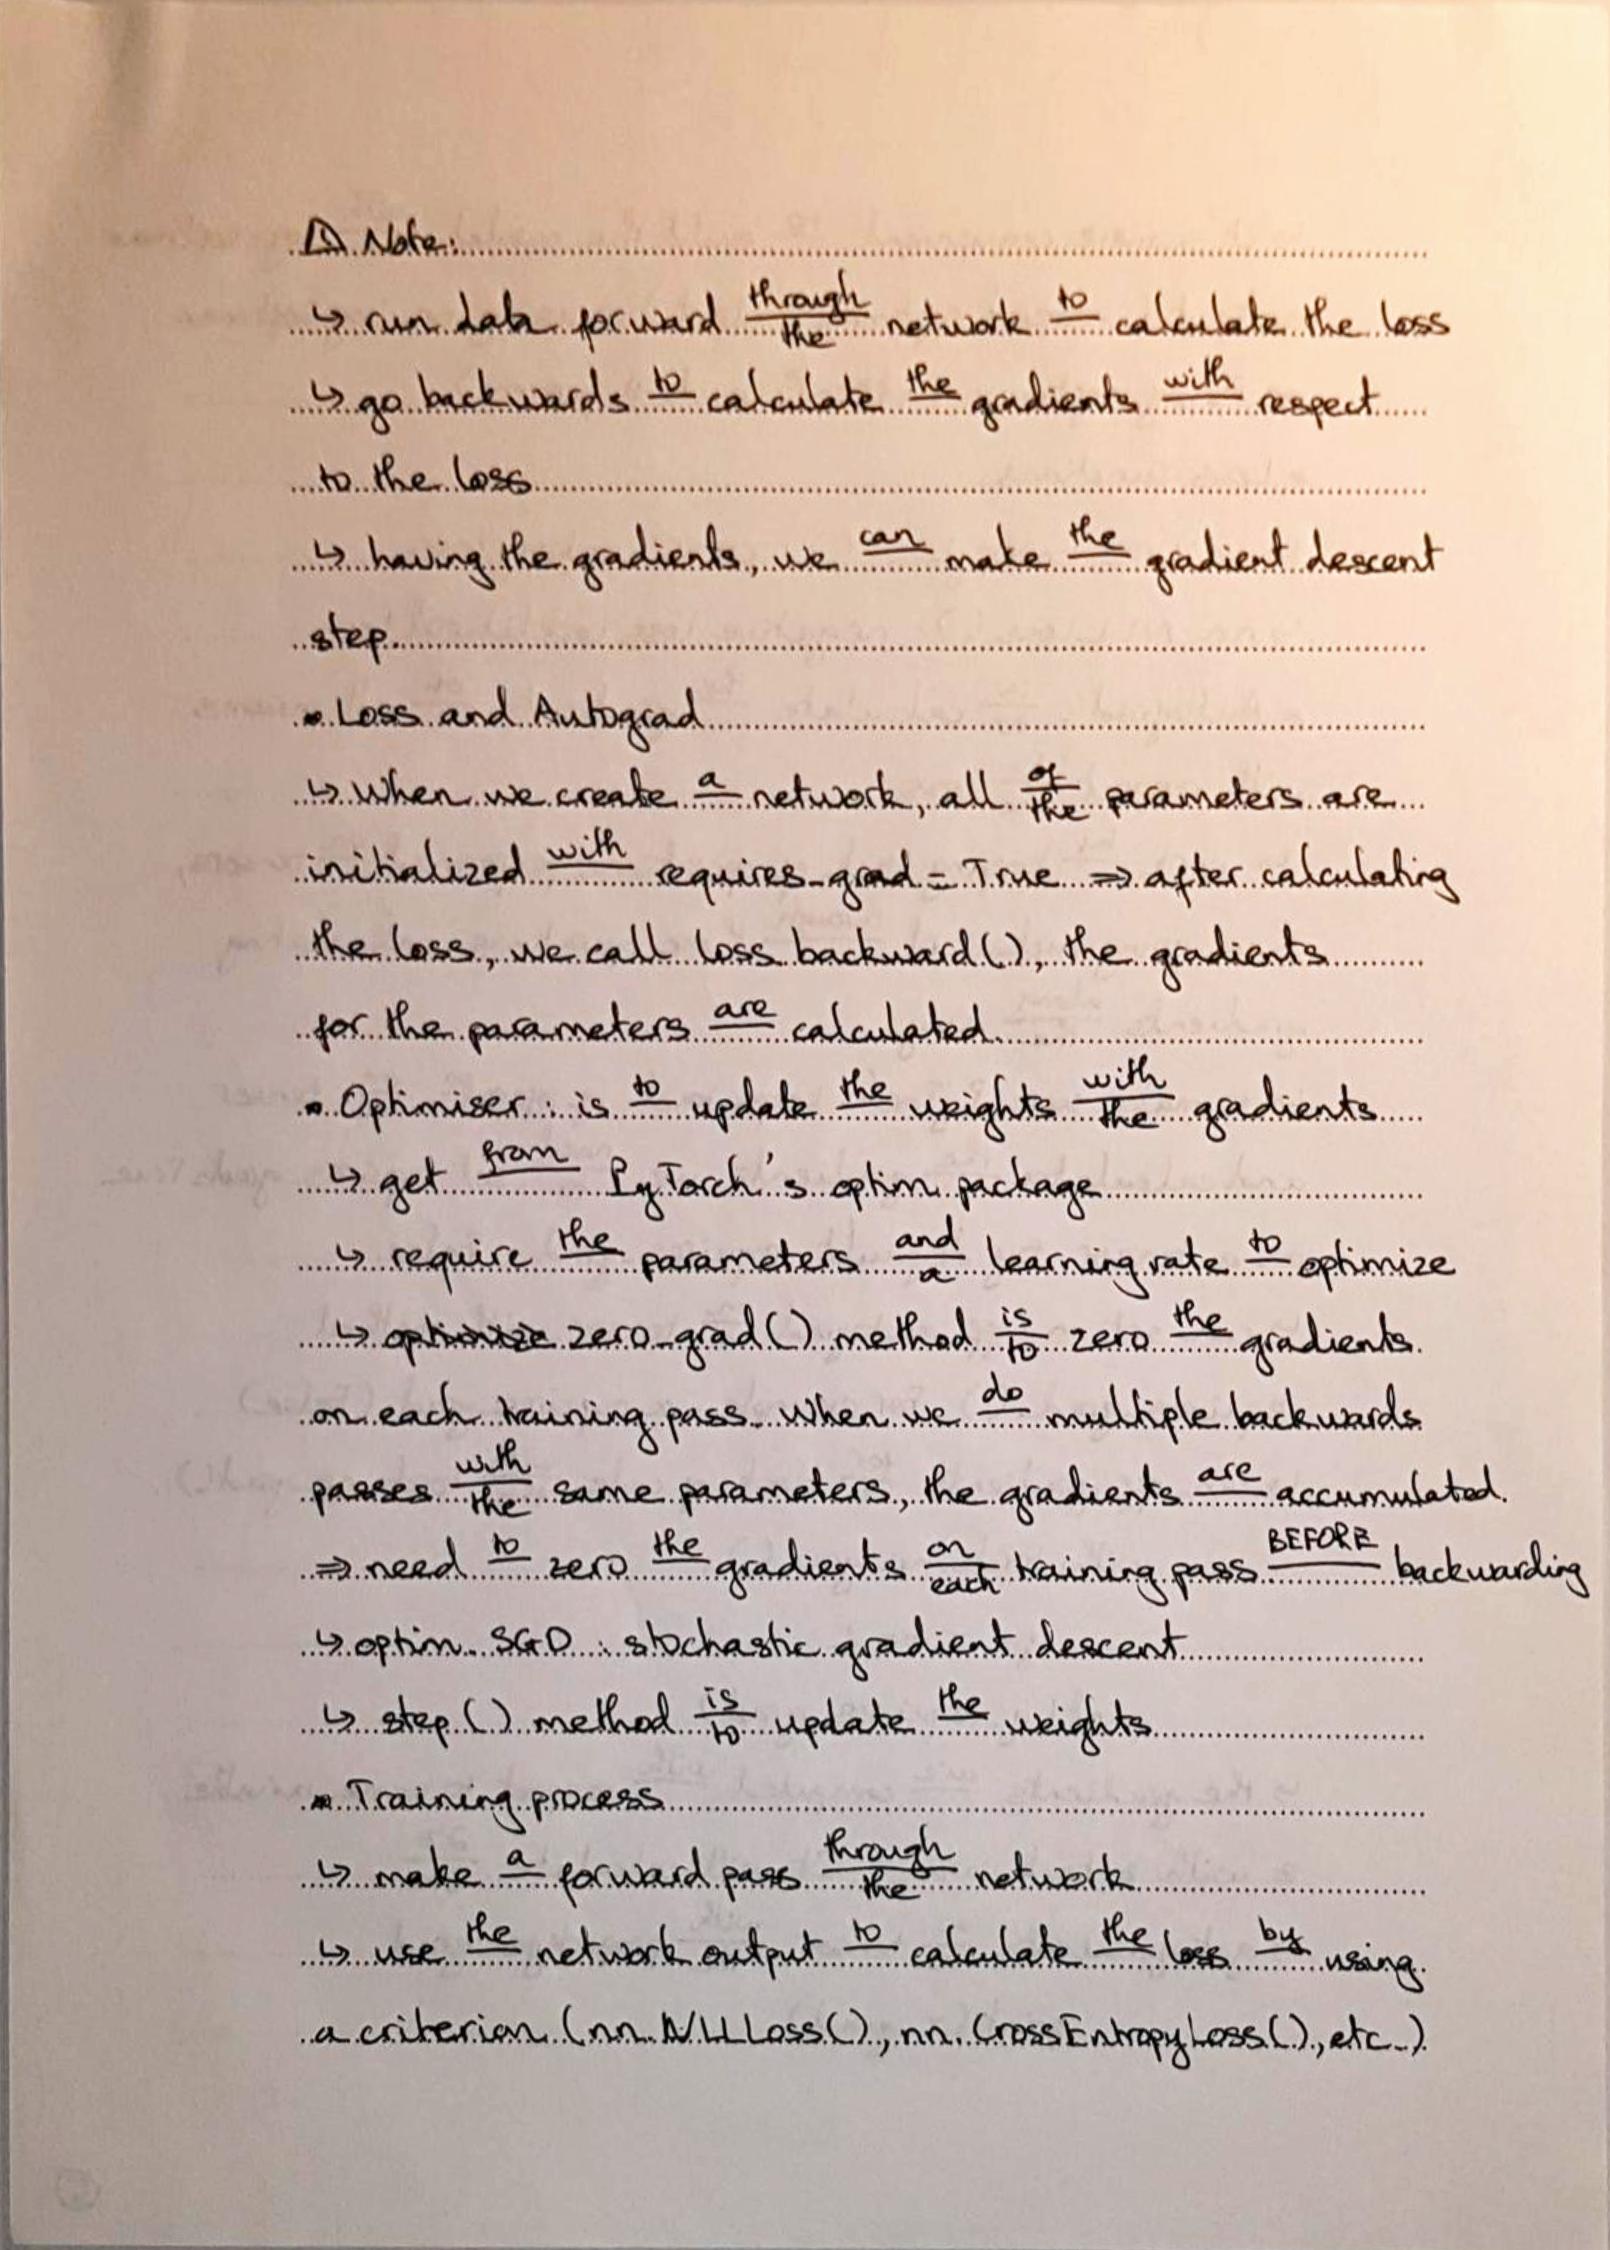 ⚠ Note:
↳ run data forward through the network to calculate the loss
↳ go backwards to calculate the gradients with respect
to the loss
↳ having the gradients, we can make the gradient descent
step.
▪ Loss and Autograd
↳ When we create a network, all of the parameters are
initialized with requires_grad = True ⇒ after calculating
the loss, we call loss backward(), the gradients
for the parameters are calculated.
▪ Optimiser : is to update the weights with the gradients
↳ get from PyTorch's optim package
↳ require the parameters and a learning rate to optimize
↳ optimize zero_grad() method is to zero the gradients
on each training pass. When we do multiple backwards
passes with the same parameters, the gradients are accumulated.
⇒ need to zero the gradients on each training pass BEFORE backwarding
↳ optim. SGD : stochastic gradient descent
↳ step() method is to update the weights
▪ Training process
↳ make a forward pass through the network
↳ use the network output to calculate the loss by using
a criterion (nn.NLLLoss(), nn.CrossEntropyLoss(), etc..)